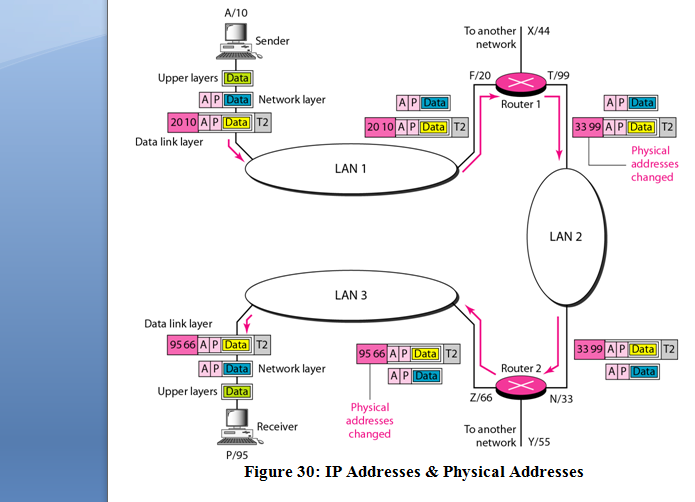 A/10
Sender
Upper layers Data
A P Data Network layer
20 10 A P Data T2
Data link layer
LAN 1
To another
network
X/44
F/20
T/99
Router 1
A P Data
20 10 A P Data T2
A P Data
33 99 A P Data T2
Physical
addresses
changed
LAN 2
LAN 3
Data link layer
95 66 A P Data T2
A P Data Network layer
Upper layers Data
Receiver
P/95
95 66 A P Data T2
A P Data
Physical
addresses
changed
33 99 A P Data T2
A P Data
Router 2
Z/66
N/33
To another
network
Y/55
Figure 30: IP Addresses & Physical Addresses